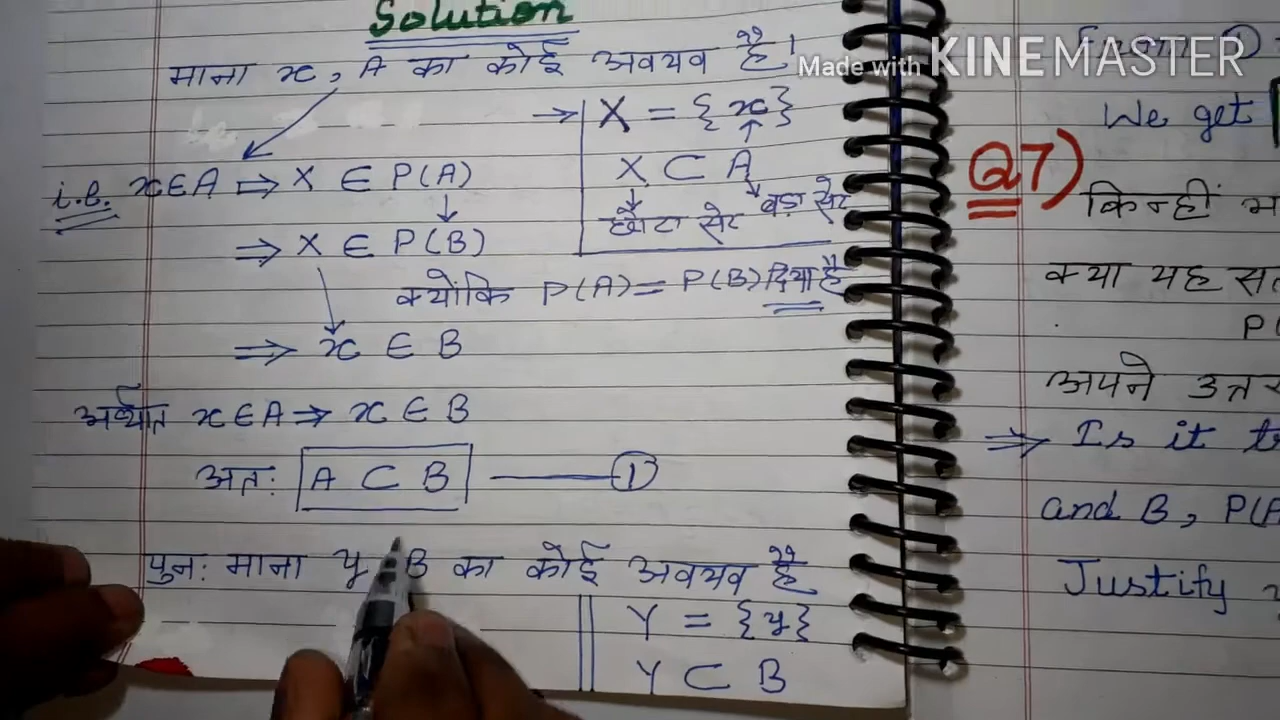 Solution
माना x, A का कोई अवयव है।
→ X = {x}
X ⊂ A
छोटा सेट बड़ा सेट
i.e. x∈A ⇒ X ∈ P(A)
⇒ X ∈ P(B)
क्योंकि P(A) = P(B) दिया है
⇒ x ∈ B
अर्थात x∈A ⇒ x ∈ B
अतः A ⊂ B ——— ①
पुनः माना y B का कोई अवयव है
Y = {y}
Y ⊂ B
Made with KINEMASTER
We get
Q7) किन्हीं
क्या यह
अपने
⇒ Is it
and B, P(A
Justify